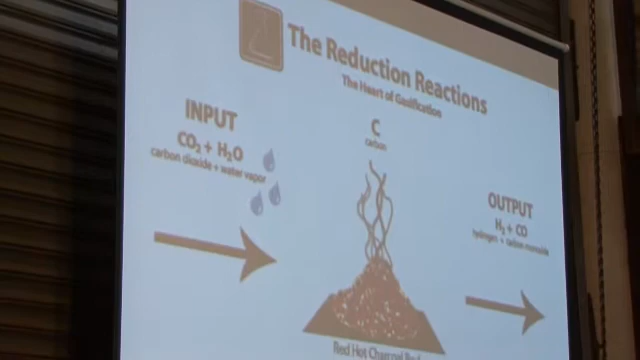 The Reduction Reactions
The Heart of Gasification
INPUT
CO₂ + H₂O
carbon dioxide + water vapor
C
carbon
OUTPUT
H₂ + CO
hydrogen + carbon monoxide
Red Hot Charcoal Bed